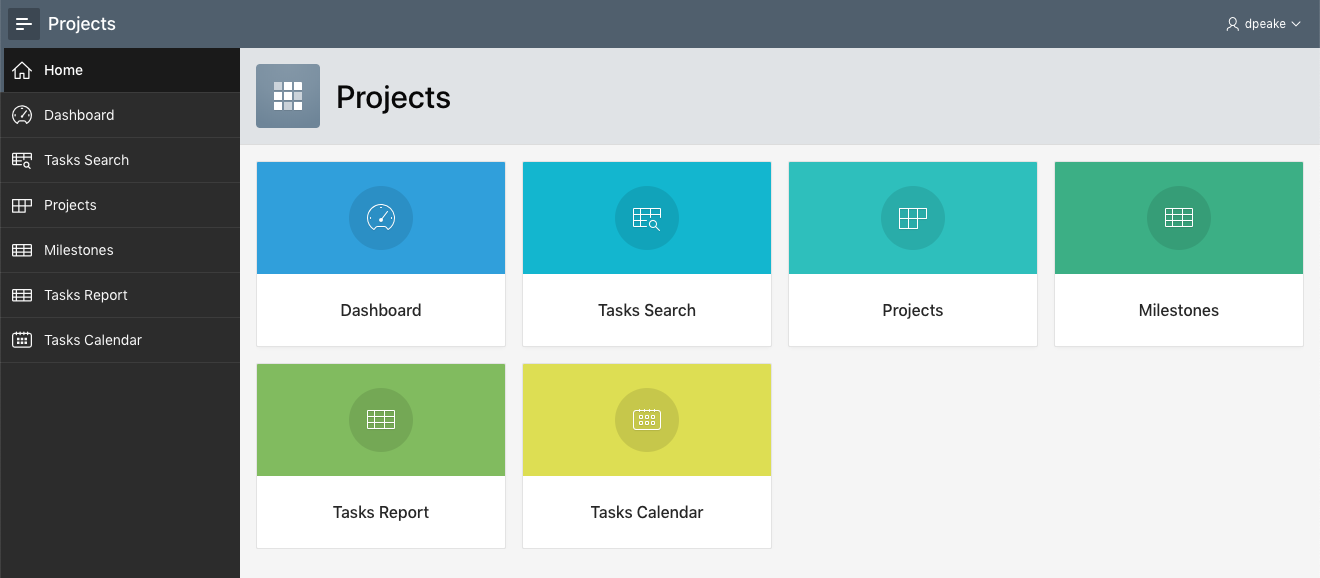 Projects
dpeake
Home
Dashboard
Tasks Search
Projects
Milestones
Tasks Report
Tasks Calendar
Projects
Dashboard
Tasks Search
Projects
Milestones
Tasks Report
Tasks Calendar